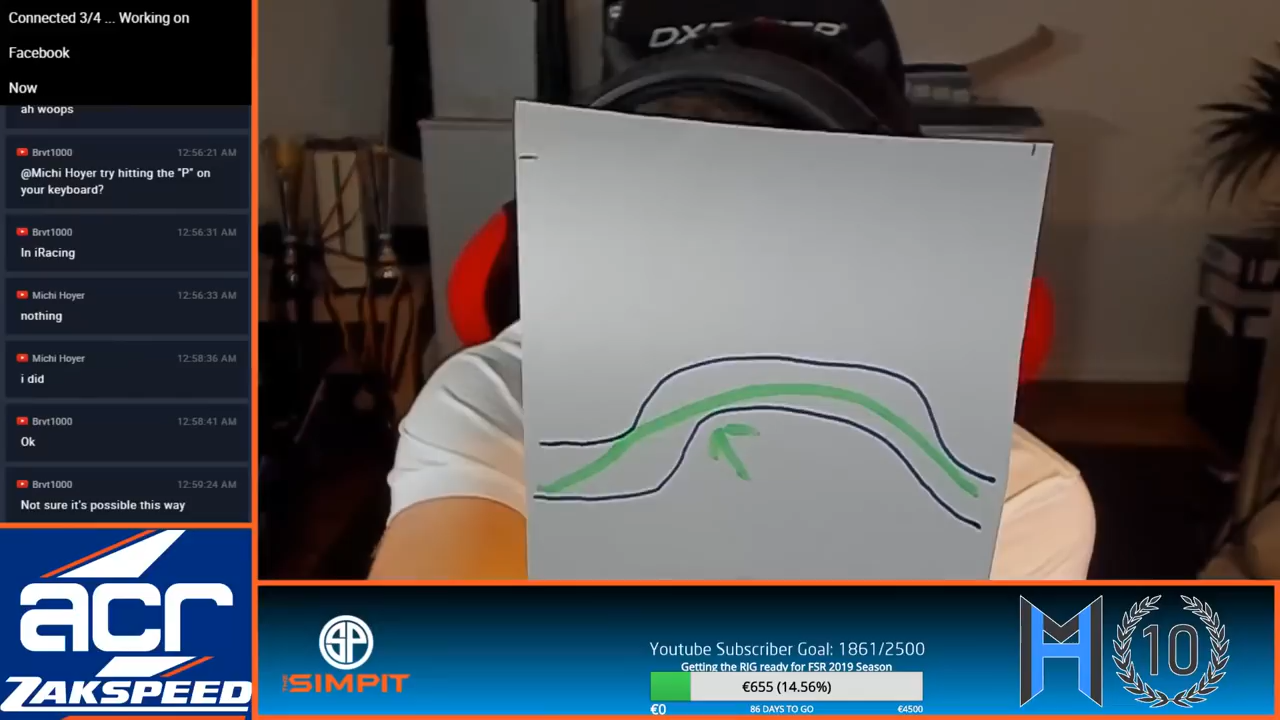 Connected 3/4 ... Working on
Facebook
Now
ah woops
Brvt1000 12:56:21 AM
@Michi Hoyer try hitting the "P" on
your keyboard?
Brvt1000 12:56:31 AM
In iRacing
Michi Hoyer 12:56:33 AM
nothing
Michi Hoyer 12:58:36 AM
i did
Brvt1000 12:58:41 AM
Ok
Brvt1000 12:59:24 AM
Not sure it's possible this way
acr
ZAKSPEED
SP
THE SIMPIT
Youtube Subscriber Goal: 1861/2500
Getting the RIG ready for FSR 2019 Season
€655 (14.56%)
€0 86 DAYS TO GO €4500
10